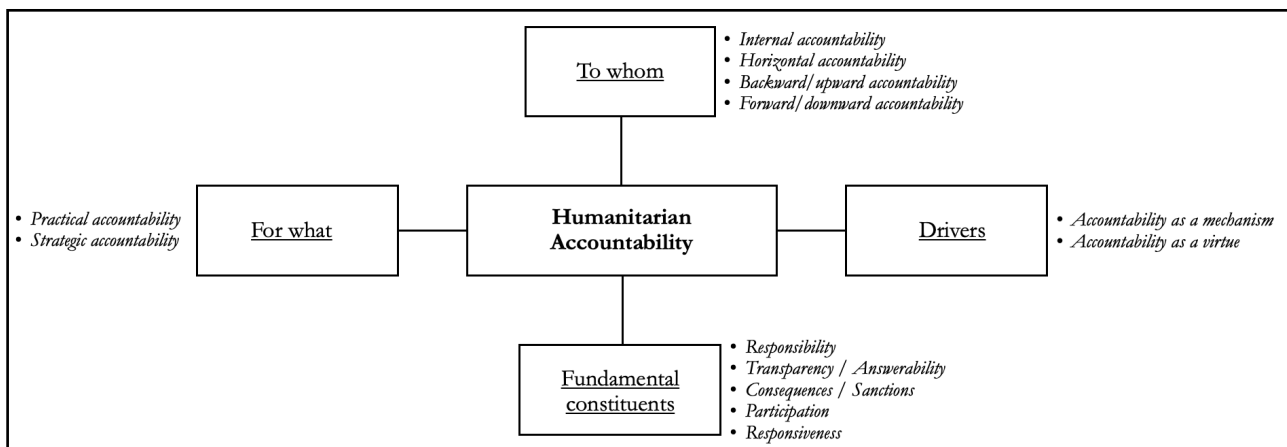 To whom
• Internal accountability
• Horizontal accountability
• Backward/upward accountability
• Forward/downward accountability
• Practical accountability
• Strategic accountability
For what
Humanitarian
Accountability
Drivers
• Accountability as a mechanism
• Accountability as a virtue
Fundamental
constituents
• Responsibility
• Transparency / Answerability
• Consequences / Sanctions
• Participation
• Responsiveness